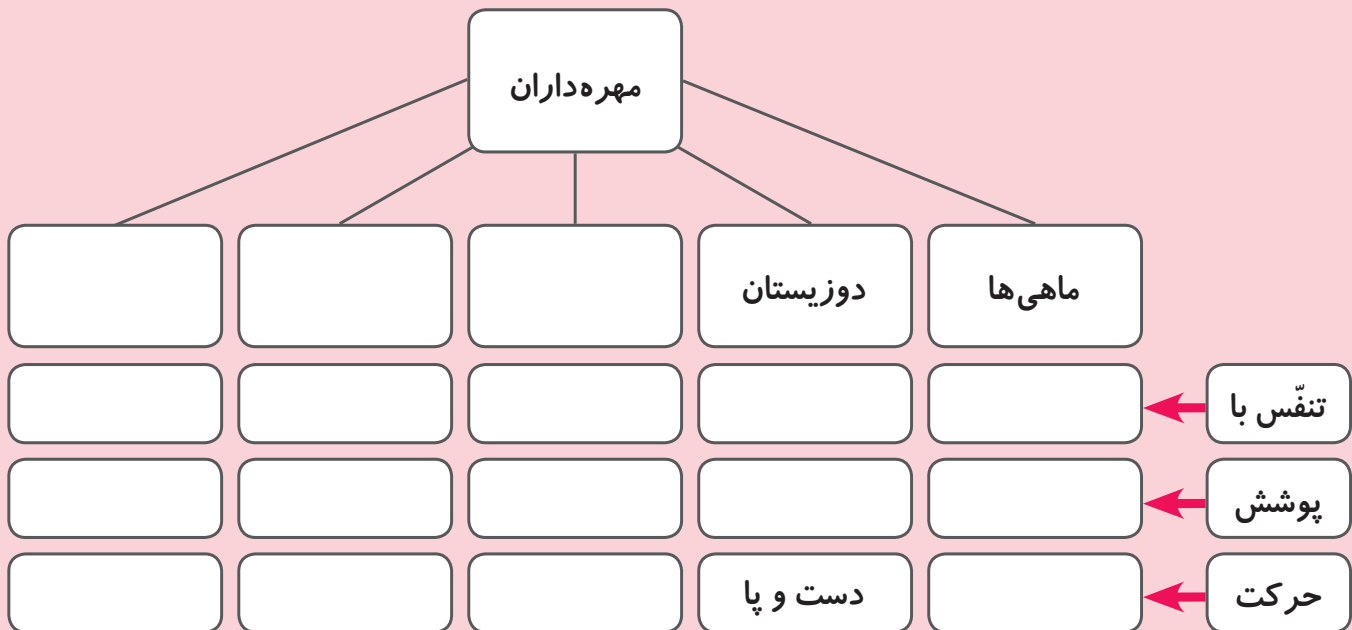 مهره‌داران
ماهی‌ها
دوزیستان
تنفّس با
پوشش
حرکت
دست و پا